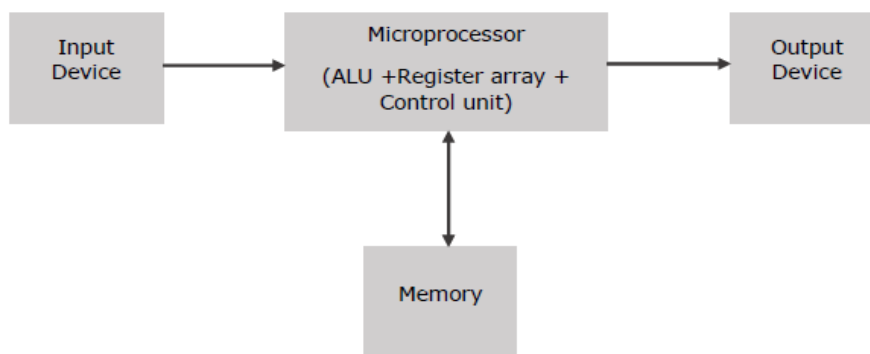 Input
Device
Microprocessor
(ALU +Register array +
Control unit)
Output
Device
Memory